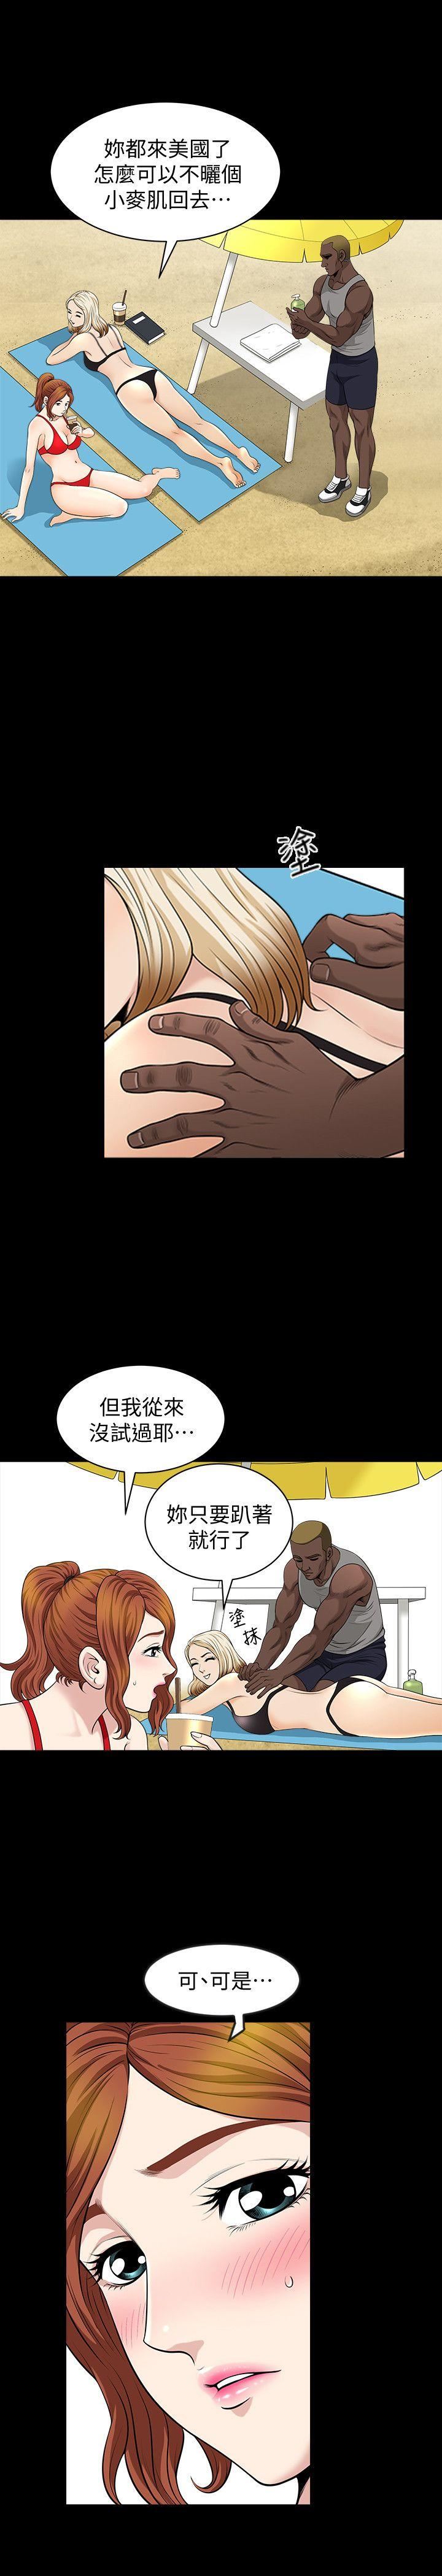 妳都來美國了
怎麼可以不曬個
小麥肌回去…
塗
但我從來
沒試過耶…
妳只要趴著
就行了
塗
抹
可、可是…